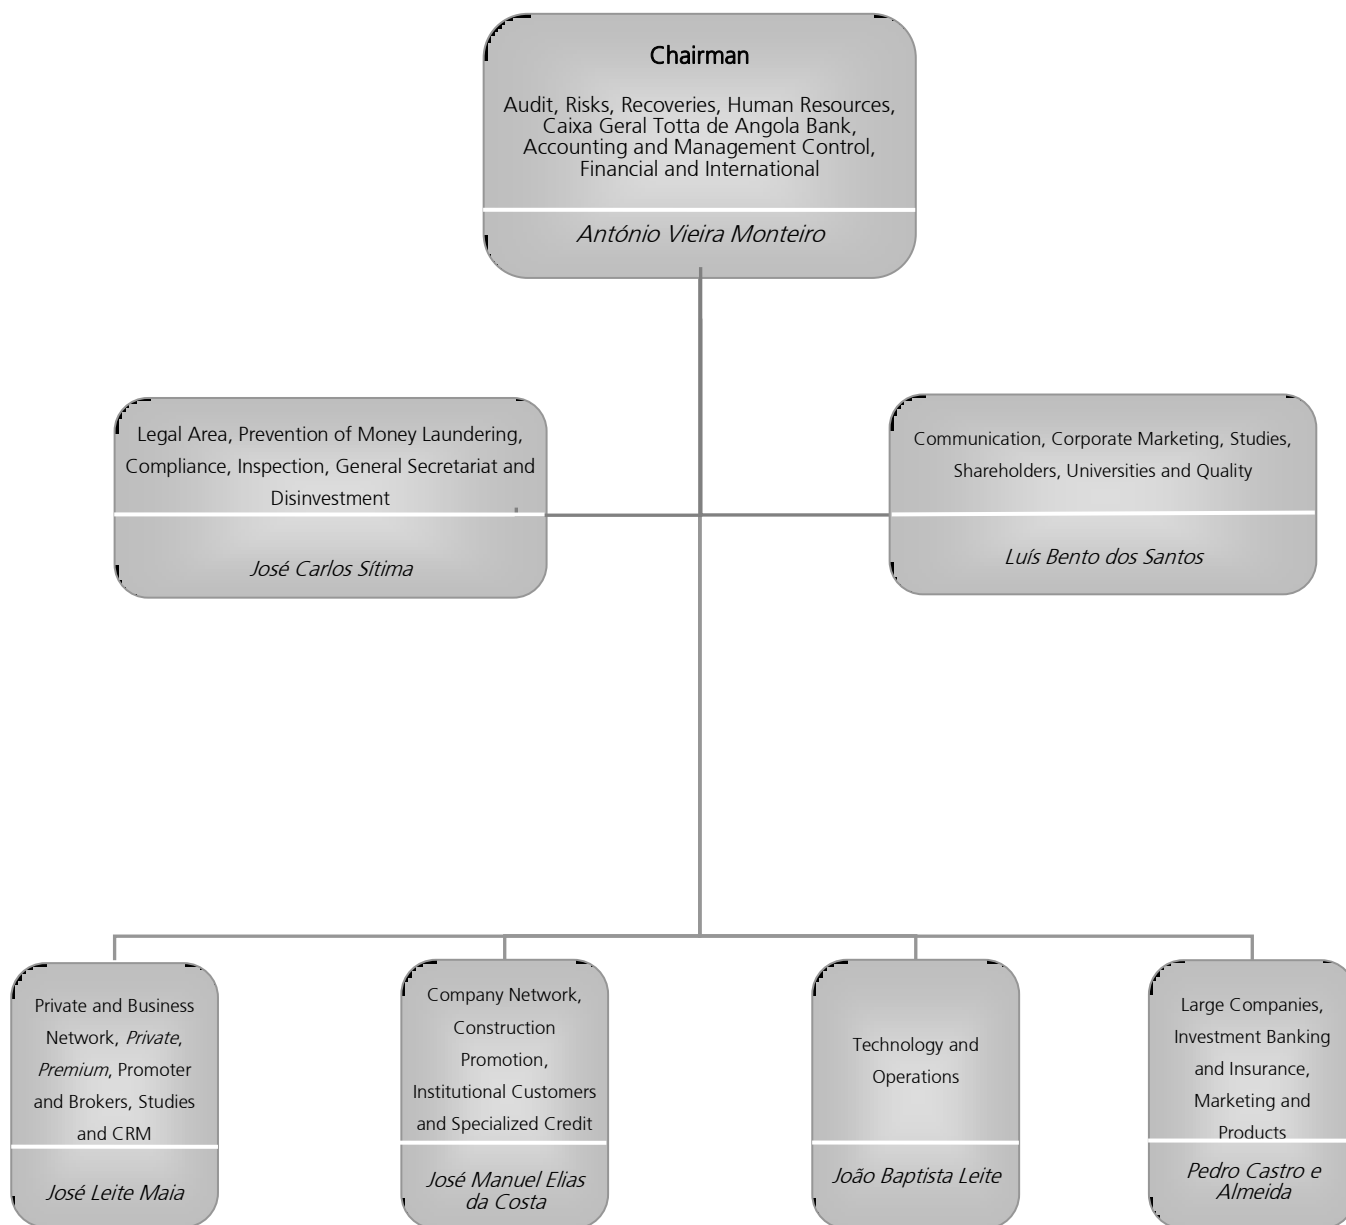 Chairman
Audit, Risks, Recoveries, Human Resources,
Caixa Geral Totta de Angola Bank,
Accounting and Management Control,
Financial and International
António Vieira Monteiro
Legal Area, Prevention of Money Laundering,
Compliance, Inspection, General Secretariat and
Disinvestment
José Carlos Sítima
Communication, Corporate Marketing, Studies,
Shareholders, Universities and Quality
Luís Bento dos Santos
Private and Business
Network, Private,
Premium, Promoter
and Brokers, Studies
and CRM
José Leite Maia
Company Network,
Construction
Promotion,
Institutional Customers
and Specialized Credit
José Manuel Elias
da Costa
Technology and
Operations
João Baptista Leite
Large Companies,
Investment Banking
and Insurance,
Marketing and
Products
Pedro Castro e
Almeida